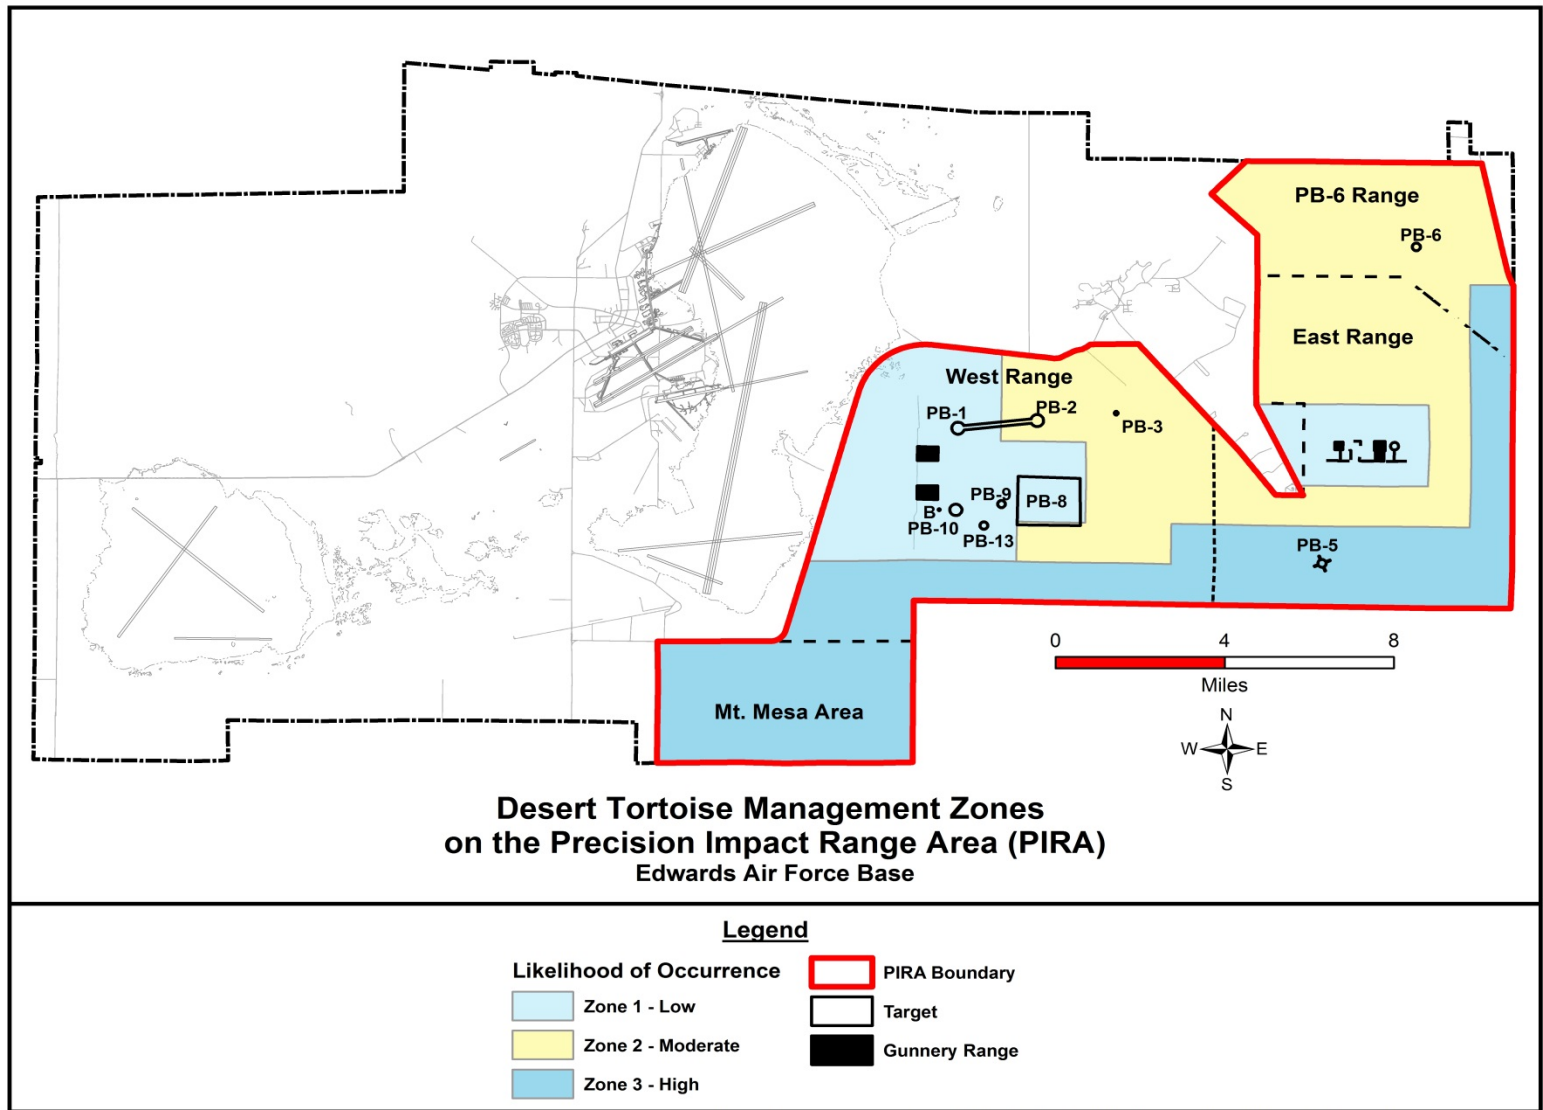 PB-6 Range
PB-6
East Range
West Range
PB-1
PB-2
PB-3
PB-9
PB-8
B
PB-10
PB-13
PB-5
0 4 8
Miles
Mt. Mesa Area
N
W E
S
Desert Tortoise Management Zones
on the Precision Impact Range Area (PIRA)
Edwards Air Force Base
Legend
Likelihood of Occurrence
Zone 1 - Low
Zone 2 - Moderate
Zone 3 - High
PIRA Boundary
Target
Gunnery Range